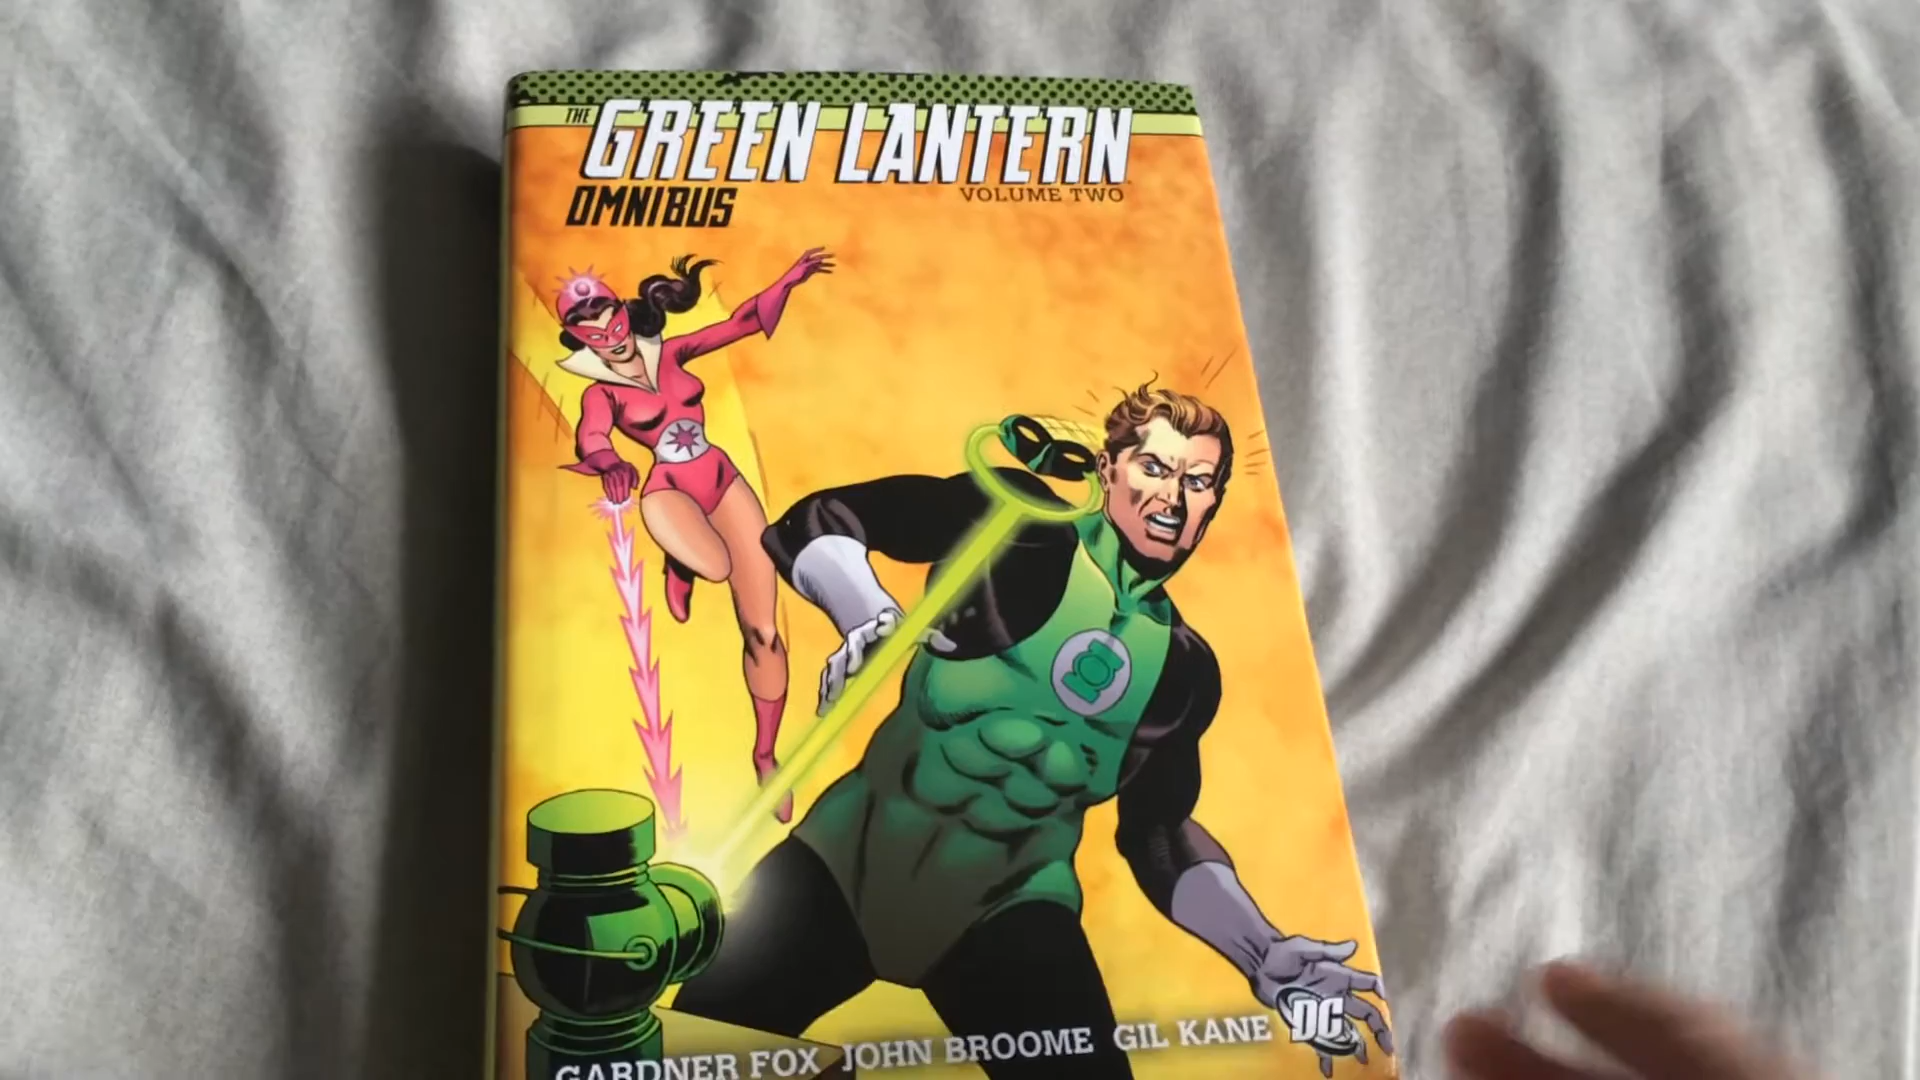 THE GREEN LANTERN
OMNIBUS
VOLUME TWO
GARDNER FOX JOHN BROOME GIL KANE
DC